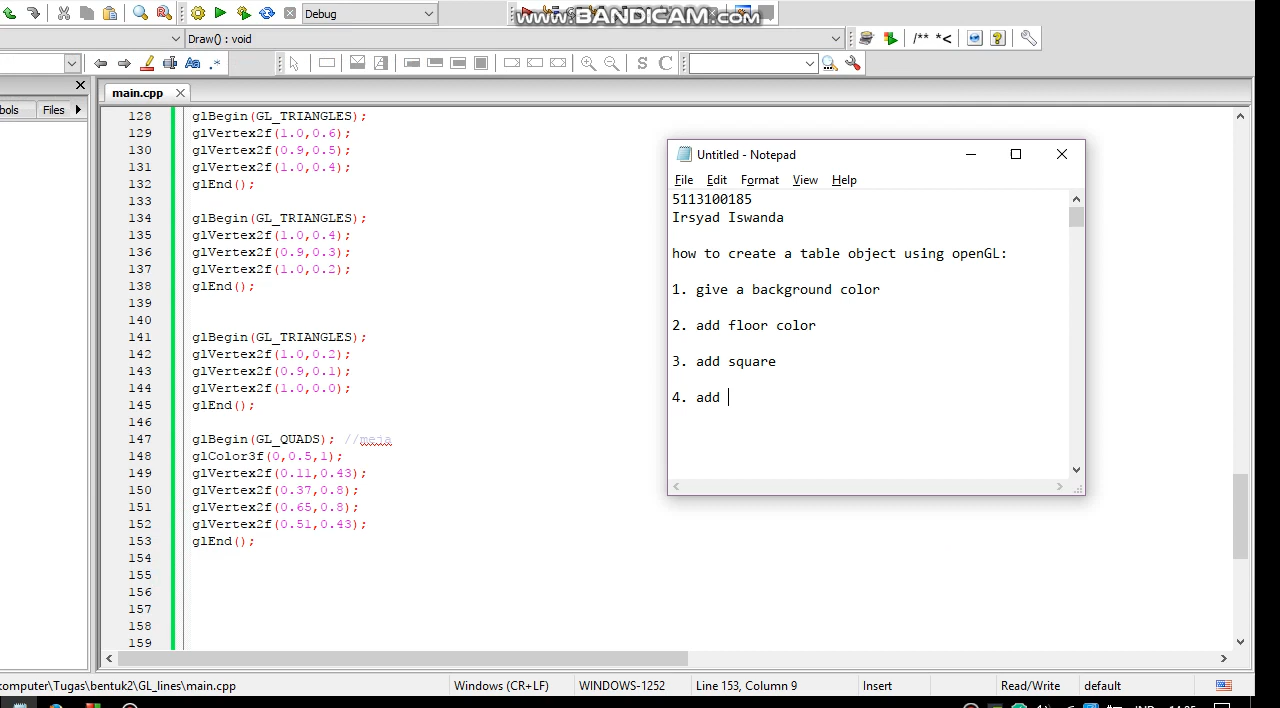 Debug
www.BANDICAM.com
Draw() : void
/** *<
S C
main.cpp
bols
Files
128 glBegin(GL_TRIANGLES);
129 glVertex2f(1.0,0.6);
130 glVertex2f(0.9,0.5);
131 glVertex2f(1.0,0.4);
132 glEnd();
133
134 glBegin(GL_TRIANGLES);
135 glVertex2f(1.0,0.4);
136 glVertex2f(0.9,0.3);
137 glVertex2f(1.0,0.2);
138 glEnd();
139
140
141 glBegin(GL_TRIANGLES);
142 glVertex2f(1.0,0.2);
143 glVertex2f(0.9,0.1);
144 glVertex2f(1.0,0.0);
145 glEnd();
146
147 glBegin(GL_QUADS); //meja
148 glColor3f(0,0.5,1);
149 glVertex2f(0.11,0.43);
150 glVertex2f(0.37,0.8);
151 glVertex2f(0.65,0.8);
152 glVertex2f(0.51,0.43);
153 glEnd();
154
155
156
157
158
159
Untitled - Notepad
File Edit Format View Help
5113100185
Irsyad Iswanda
how to create a table object using openGL:
1. give a background color
2. add floor color
3. add square
4. add
computer\Tugas\bentuk2\GL_lines\main.cpp
Windows (CR+LF)
WINDOWS-1252
Line 153, Column 9
Insert
Read/Write
default